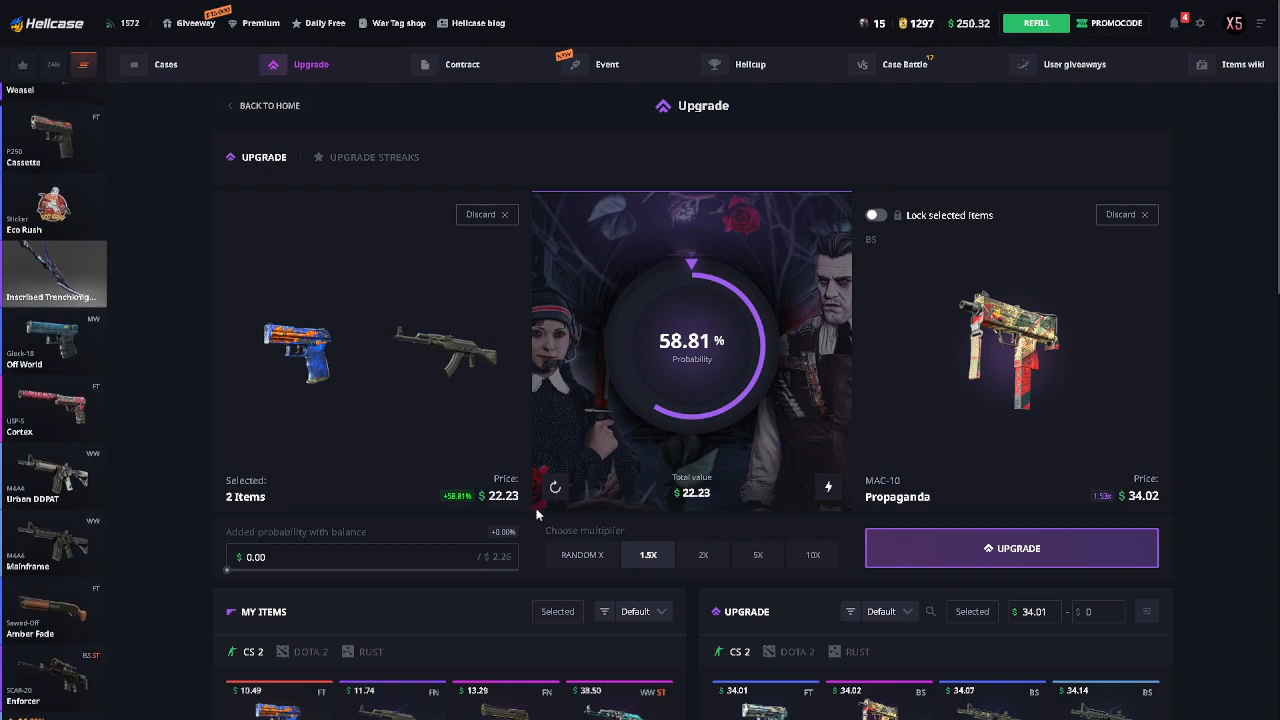 Hellcase
1572
$15000
Giveaway
Premium
Daily Free
War Tag shop
Hellcase blog
15
1297
$ 250.32
REFILL
PROMOCODE
4
X5
24H
Cases
Upgrade
Contract
NEW
Event
Hellcup
VS
Case Battle
17
User giveaways
Items wiki
Weasel
FT
P250
Cassette
Sticker
Eco Rush
Inscribed Trenchknig...
MW
Glock-18
Off World
FT
USP-S
Cortex
WW
M4A4
Urban DDPAT
WW
M4A4
Mainframe
FT
Sawed-Off
Amber Fade
BS ST
SCAR-20
Enforcer
BACK TO HOME
Upgrade
UPGRADE
UPGRADE STREAKS
Discard
58.81 %
Probability
Total value
$ 22.23
Lock selected items
Discard
BS
Selected:
2 Items
Price:
+58.81% $ 22.23
MAC-10
Propaganda
Price:
1.53x $ 34.02
Added probability with balance
+0.00%
$ 0.00
/ $ 2.26
Choose multiplier
RANDOM X
1.5X
2X
5X
10X
UPGRADE
MY ITEMS
Selected
Default
UPGRADE
Default
Selected
$ 34.01 - $ 0
CS 2
DOTA 2
RUST
CS 2
DOTA 2
RUST
$ 10.49 FT
$ 11.74 FN
$ 13.29 FN
$ 38.50 WW ST
$ 34.01 FT
$ 34.02 BS
$ 34.07 BS
$ 34.14 BS